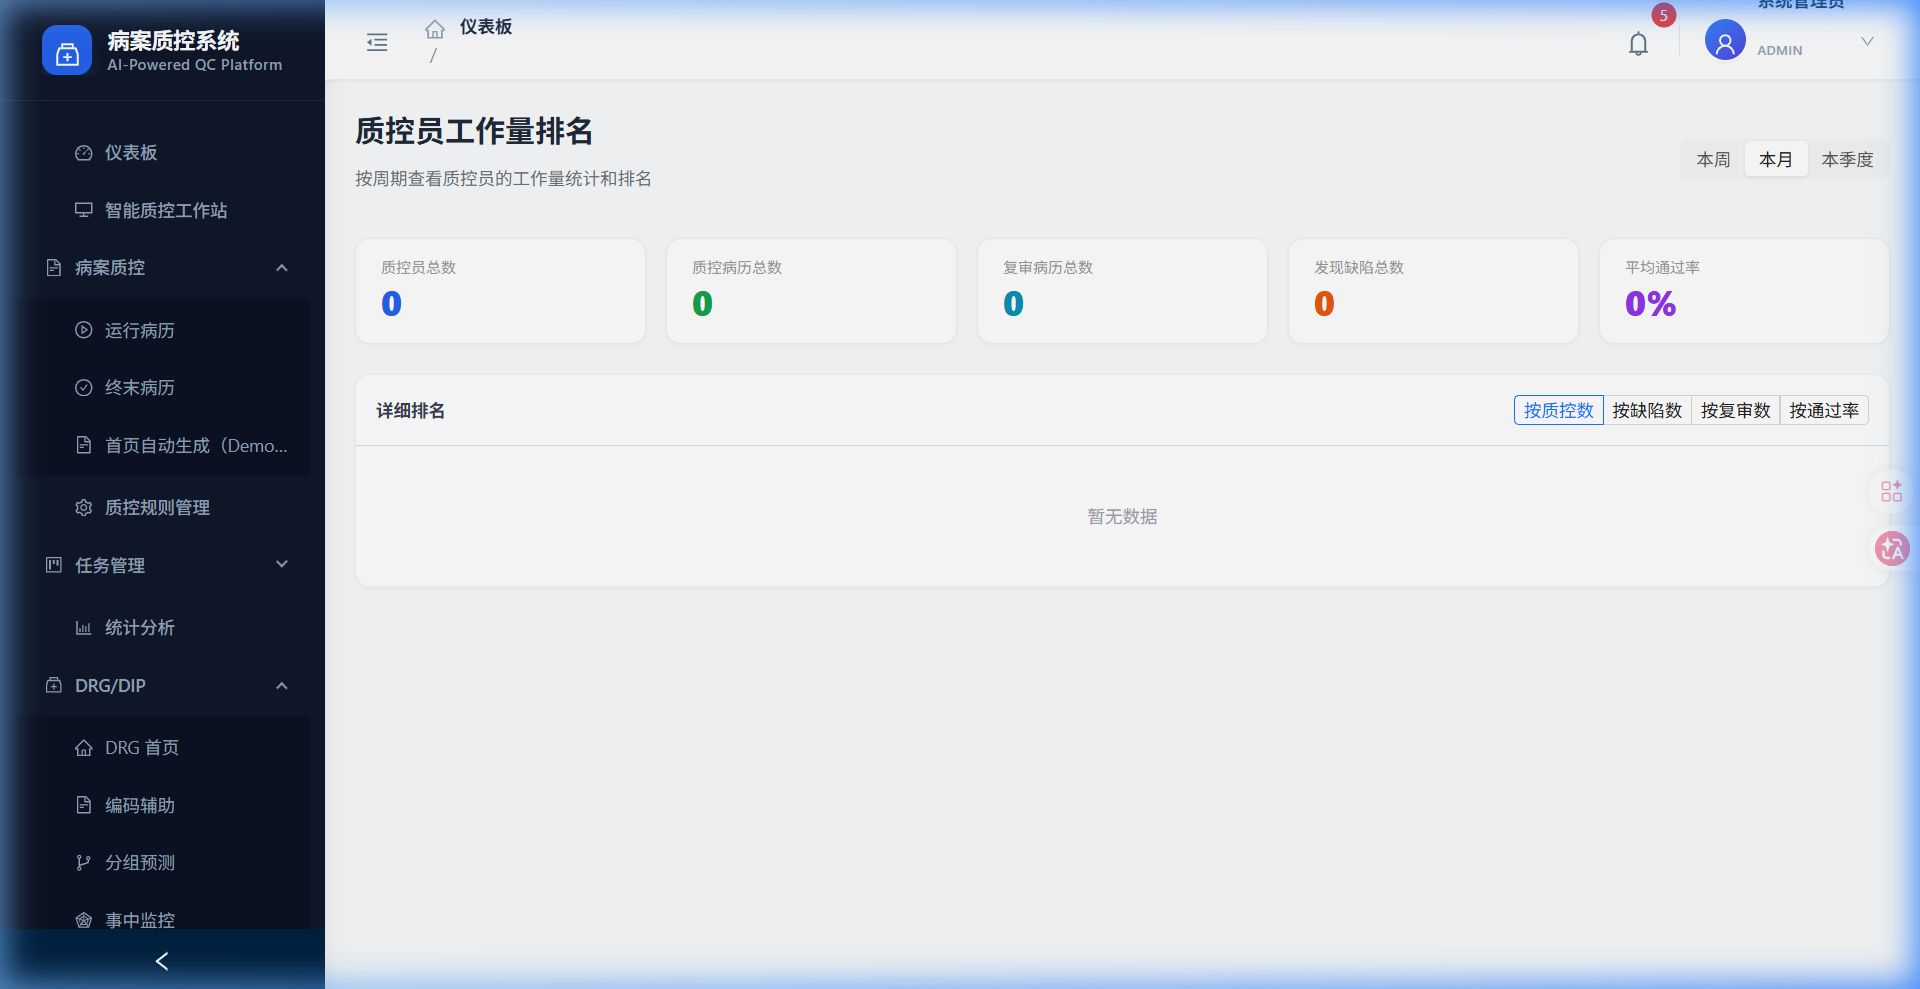 病案质控系统
AI-Powered QC Platform
仪表板
智能质控工作站
病案质控
运行病历
终末病历
首页自动生成（Demo...
质控规则管理
任务管理
统计分析
DRG/DIP
DRG 首页
编码辅助
分组预测
事中监控
仪表板
/
5
系统管理员
ADMIN
质控员工作量排名
按周期查看质控员的工作量统计和排名
本周 本月 本季度
质控员总数
0
质控病历总数
0
复审病历总数
0
发现缺陷总数
0
平均通过率
0%
详细排名
按质控数 按缺陷数 按复审数 按通过率
暂无数据